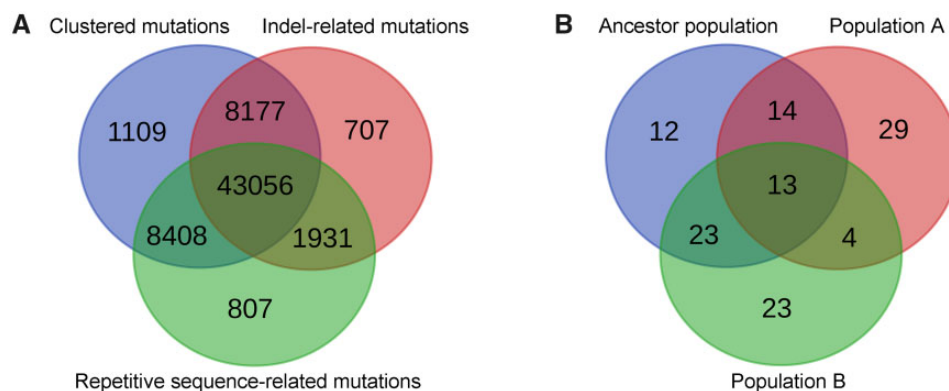 A
Clustered mutations
Indel-related mutations
1109
8177
707
43056
8408
1931
807
Repetitive sequence-related mutations
B
Ancestor population
Population A
12
14
29
13
23
4
23
Population B